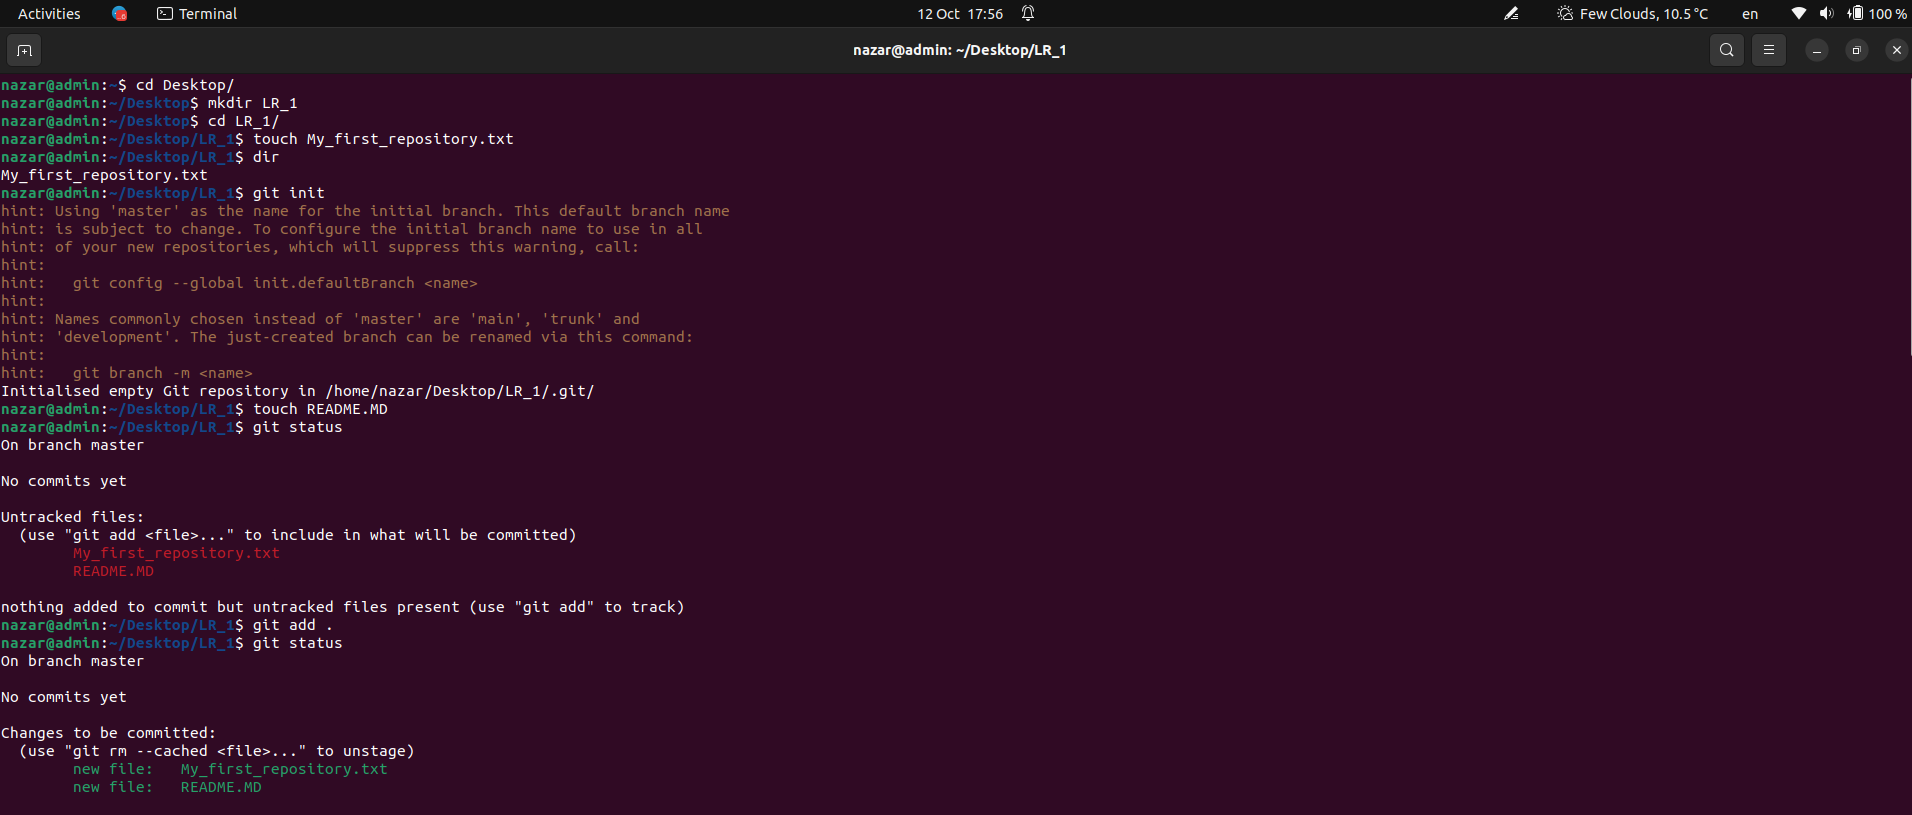 Activities Terminal 12 Oct 17:56 Few Clouds, 10.5 °C en 100 %
nazar@admin: ~/Desktop/LR_1
nazar@admin:~$ cd Desktop/
nazar@admin:~/Desktop$ mkdir LR_1
nazar@admin:~/Desktop$ cd LR_1/
nazar@admin:~/Desktop/LR_1$ touch My_first_repository.txt
nazar@admin:~/Desktop/LR_1$ dir
My_first_repository.txt
nazar@admin:~/Desktop/LR_1$ git init
hint: Using 'master' as the name for the initial branch. This default branch name
hint: is subject to change. To configure the initial branch name to use in all
hint: of your new repositories, which will suppress this warning, call:
hint:
hint:   git config --global init.defaultBranch <name>
hint:
hint: Names commonly chosen instead of 'master' are 'main', 'trunk' and
hint: 'development'. The just-created branch can be renamed via this command:
hint:
hint:   git branch -m <name>
Initialised empty Git repository in /home/nazar/Desktop/LR_1/.git/
nazar@admin:~/Desktop/LR_1$ touch README.MD
nazar@admin:~/Desktop/LR_1$ git status
On branch master
No commits yet
Untracked files:
  (use "git add <file>..." to include in what will be committed)
        My_first_repository.txt
        README.MD
nothing added to commit but untracked files present (use "git add" to track)
nazar@admin:~/Desktop/LR_1$ git add .
nazar@admin:~/Desktop/LR_1$ git status
On branch master
No commits yet
Changes to be committed:
  (use "git rm --cached <file>..." to unstage)
        new file:   My_first_repository.txt
        new file:   README.MD